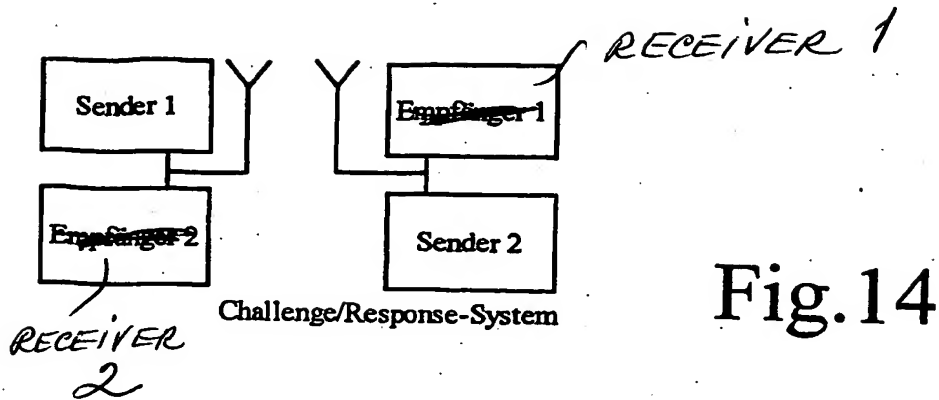 RECEIVER 1
Sender 1
Empfänger 1
Empfänger 2
Sender 2
Challenge/Response-System
Fig.14
RECEIVER
2